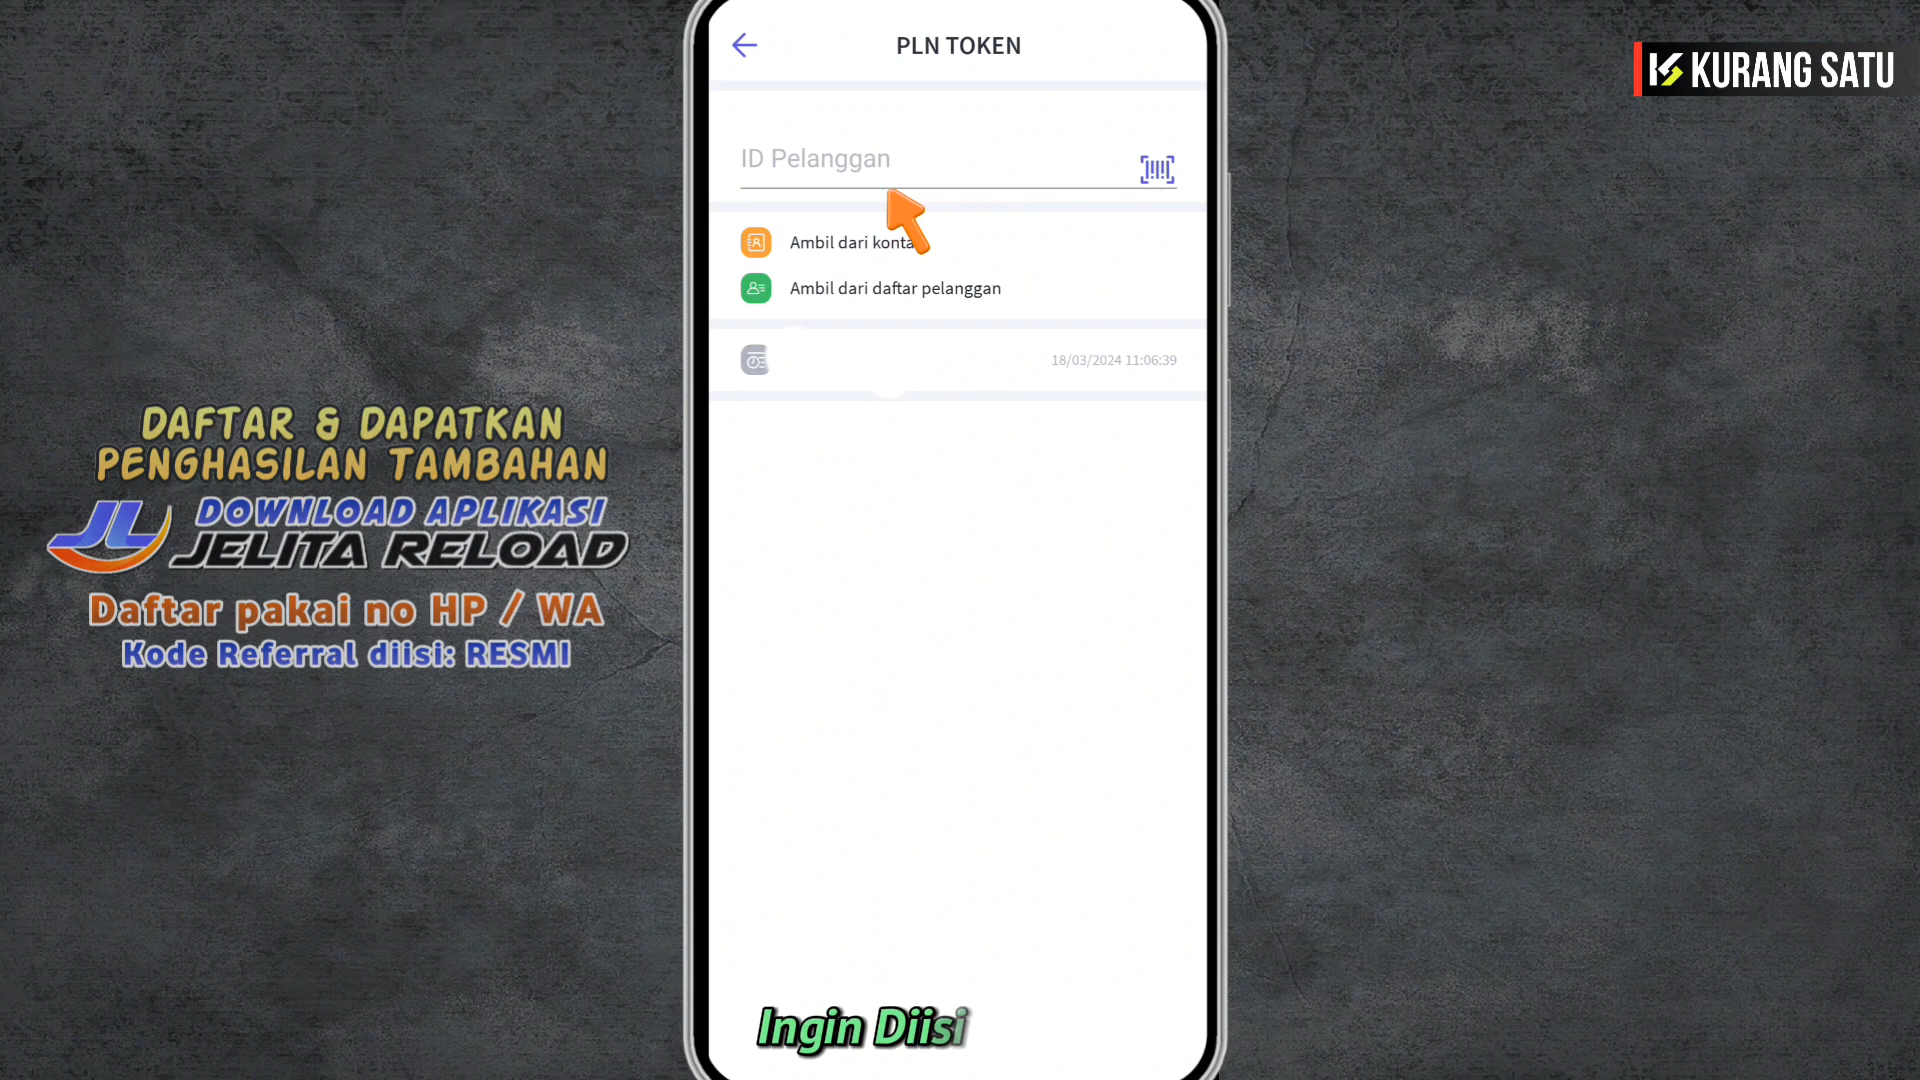 PLN TOKEN
KURANG SATU
ID Pelanggan
Ambil dari konta
Ambil dari daftar pelanggan
18/03/2024 11:06:39
DAFTAR & DAPATKAN
PENGHASILAN TAMBAHAN
JL DOWNLOAD APLIKASI
JELITA RELOAD
Daftar pakai no HP / WA
Kode Referral diisi: RESMI
Ingin Diisi